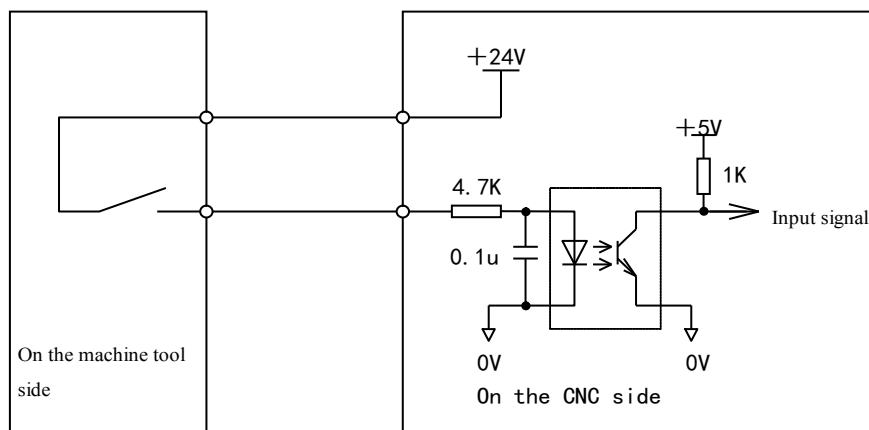 +24V
+5V
1K
4.7K
Input signal
0.1u
On the machine tool
side
0V
0V
On the CNC side